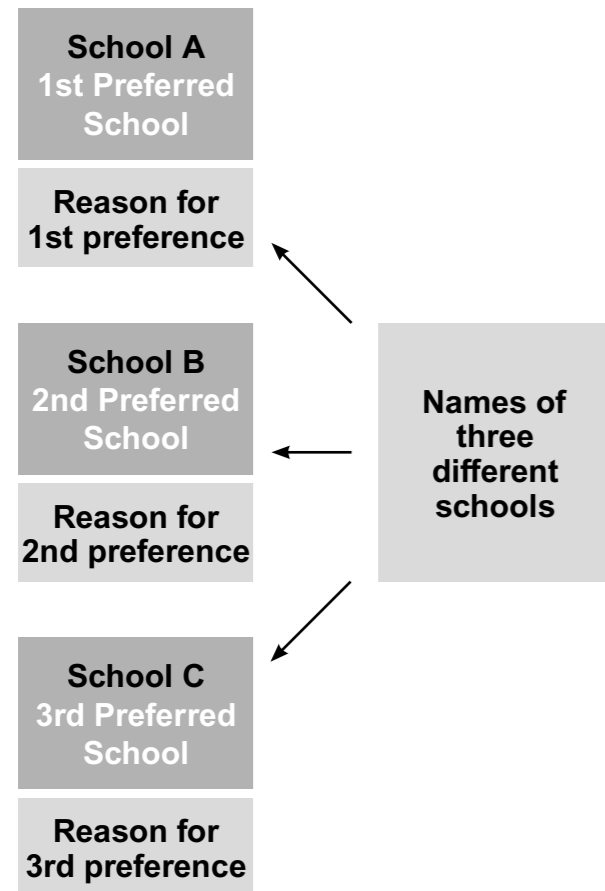 School A
1st Preferred
School
Reason for
1st preference
School B
2nd Preferred
School
Reason for
2nd preference
School C
3rd Preferred
School
Reason for
3rd preference
Names of
three
different
schools